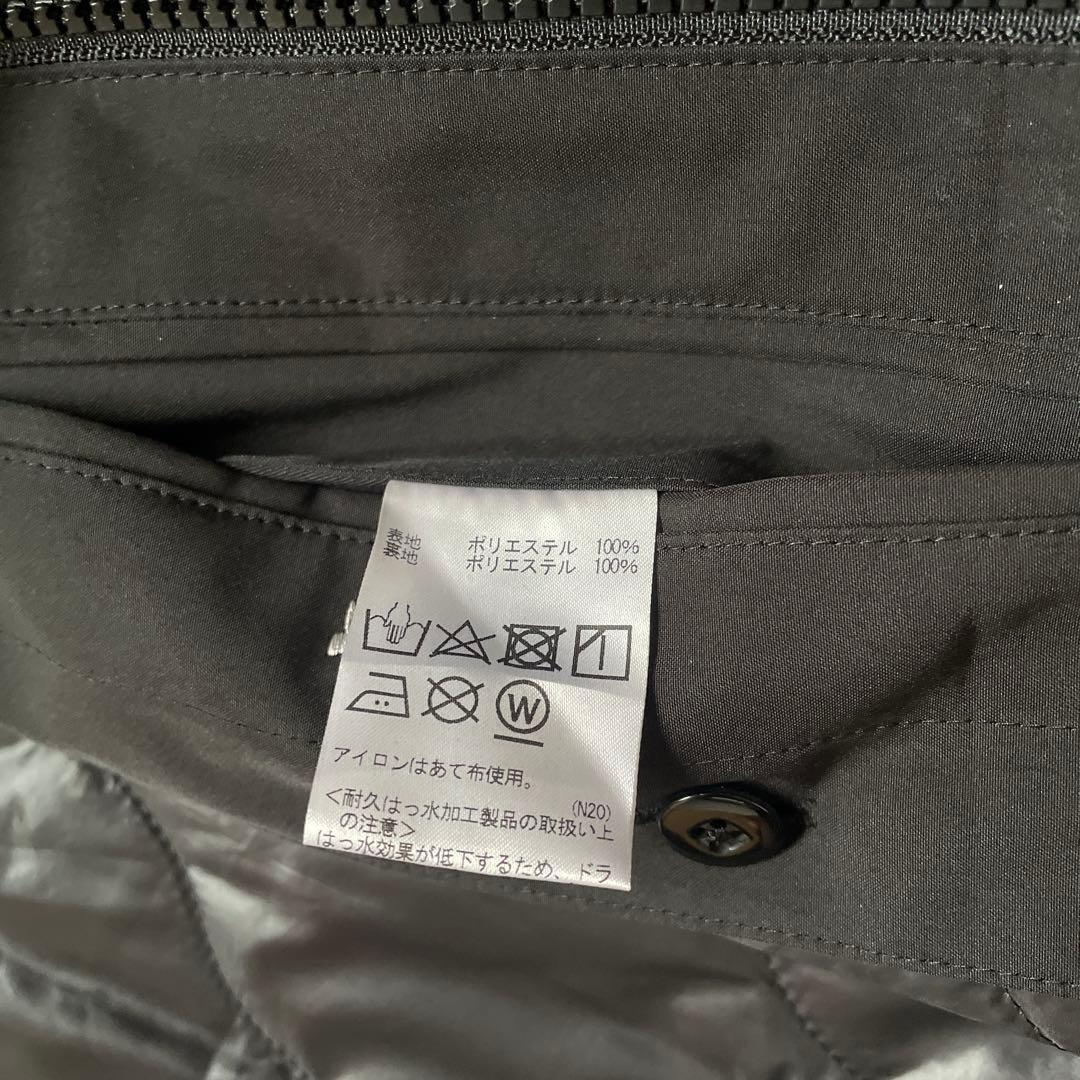 表地 ポリエステル 100%
裏地 ポリエステル 100%
W
アイロンはあて布使用。
(N20)
<耐久はっ水加工製品の取扱い上
の注意>
はっ水効果が低下するため、ドラ